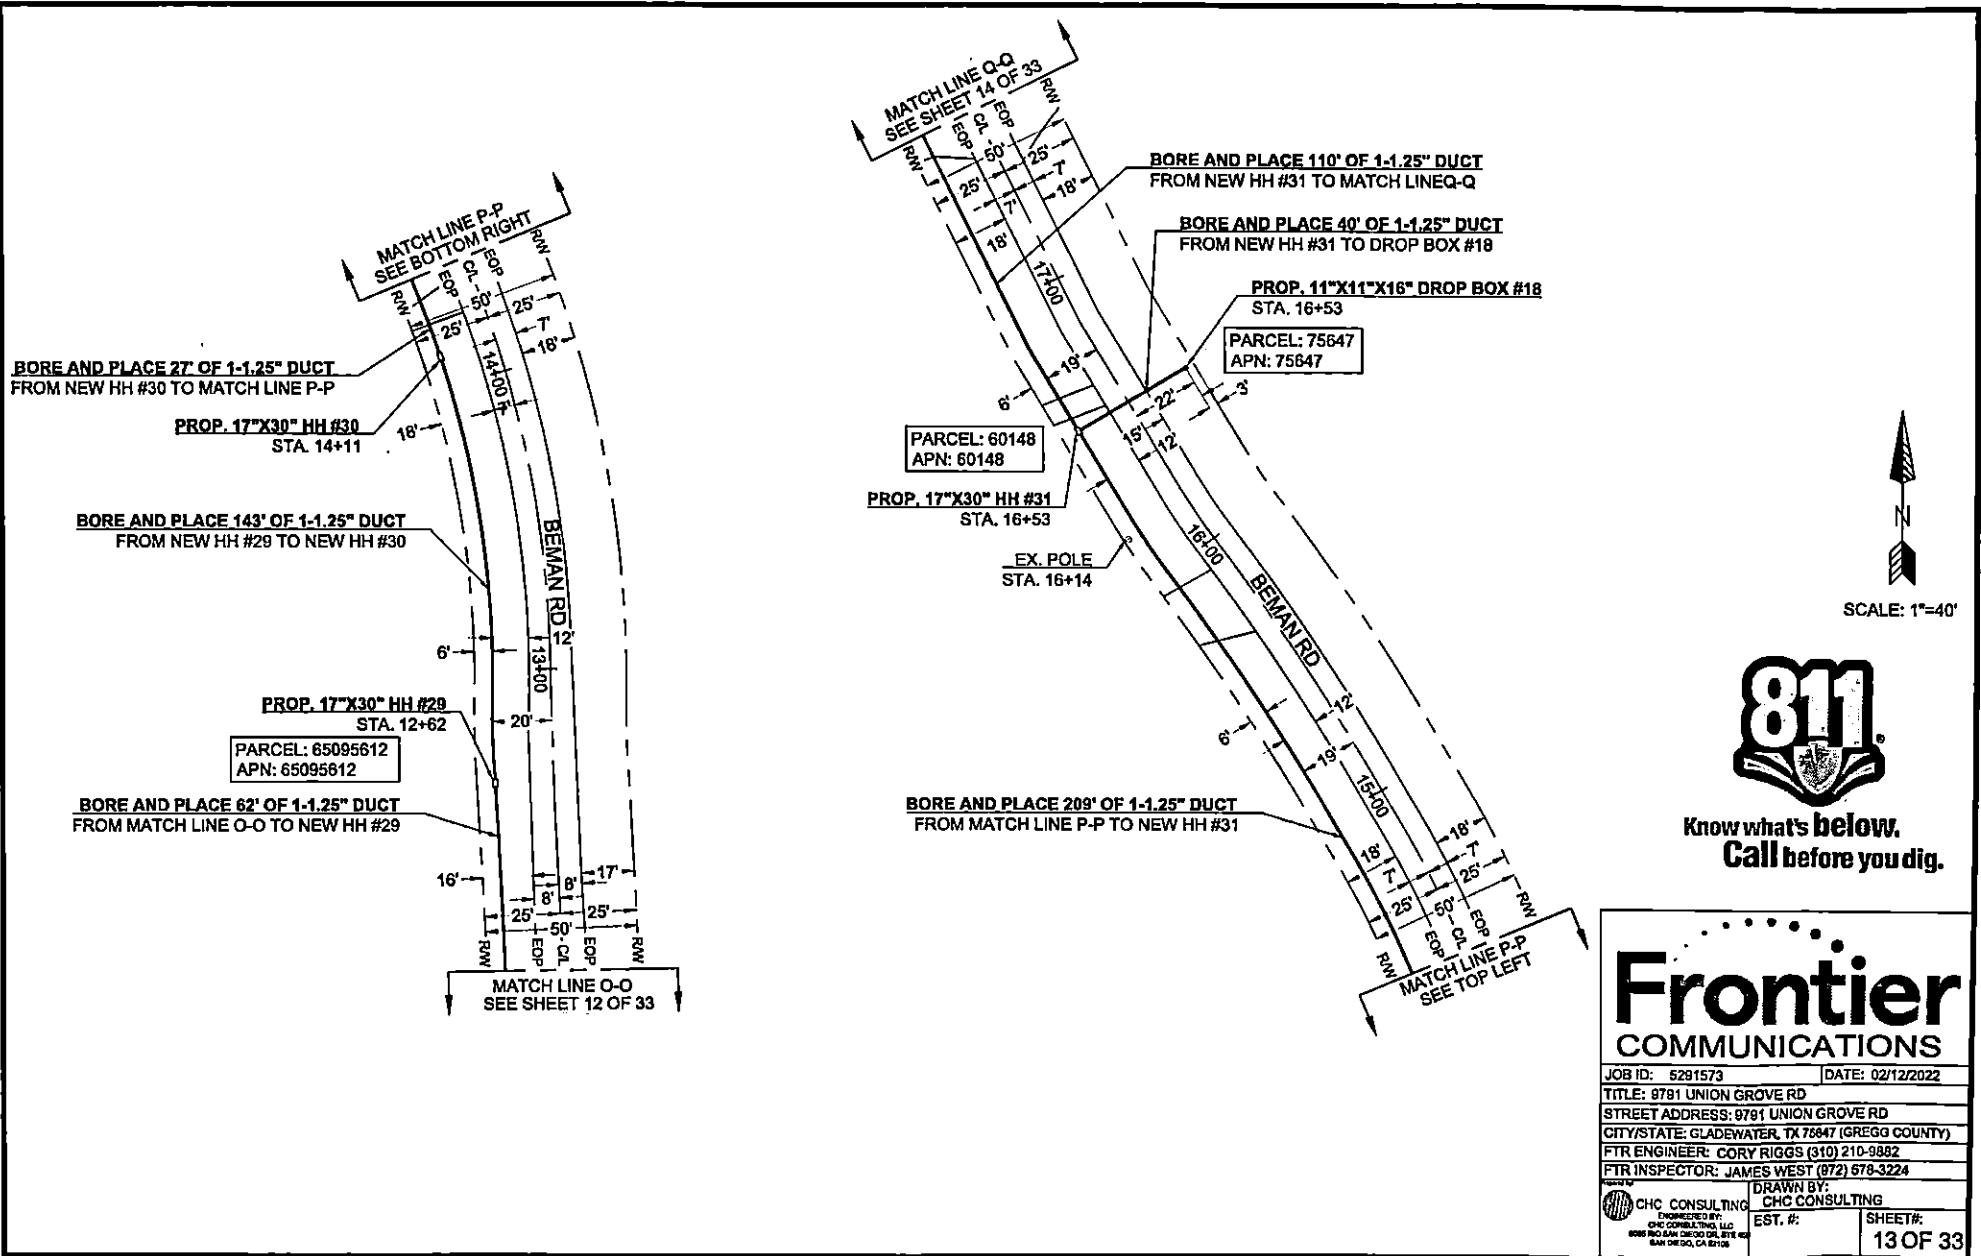 MATCH LINE P-P
SEE BOTTOM RIGHT
R/W
EOP
C/L
EOP
R/W
50'
25'
25'
7'
18'
14+00
7'
BORE AND PLACE 27' OF 1-1.25" DUCT
FROM NEW HH #30 TO MATCH LINE P-P
PROP. 17"X30" HH #30
STA. 14+11
18'
BORE AND PLACE 143' OF 1-1.25" DUCT
FROM NEW HH #29 TO NEW HH #30
BEMAN RD
12'
6'
13+00
PROP. 17"X30" HH #29
STA. 12+62
20'
PARCEL: 65095612
APN: 65095612
BORE AND PLACE 62' OF 1-1.25" DUCT
FROM MATCH LINE O-O TO NEW HH #29
16'
17'
8'
8'
25'
25'
50'
R/W
EOP
C/L
EOP
R/W
MATCH LINE O-O
SEE SHEET 12 OF 33
MATCH LINE Q-Q
SEE SHEET 14 OF 33
R/W
EOP
C/L
EOP
R/W
50'
25'
25'
7'
18'
7'
18'
BORE AND PLACE 110' OF 1-1.25" DUCT
FROM NEW HH #31 TO MATCH LINEQ-Q
BORE AND PLACE 40' OF 1-1.25" DUCT
FROM NEW HH #31 TO DROP BOX #18
17+00
PROP. 11"X11"X16" DROP BOX #18
STA. 16+53
PARCEL: 75647
APN: 75647
19'
6'
22'
3'
15'
12'
PARCEL: 60148
APN: 60148
PROP. 17"X30" HH #31
STA. 16+53
EX. POLE
STA. 16+14
16+00
BEMAN RD
12'
6'
19'
15+00
BORE AND PLACE 209' OF 1-1.25" DUCT
FROM MATCH LINE P-P TO NEW HH #31
18'
18'
7'
7'
25'
25'
50'
R/W
EOP
C/L
EOP
R/W
MATCH LINE P-P
SEE TOP LEFT
N
SCALE: 1"=40'
811
Know what's below.
Call before you dig.
Frontier
COMMUNICATIONS
JOB ID: 5291573 DATE: 02/12/2022
TITLE: 9791 UNION GROVE RD
STREET ADDRESS: 9791 UNION GROVE RD
CITY/STATE: GLADEWATER, TX 75647 (GREGG COUNTY)
FTR ENGINEER: CORY RIGGS (310) 210-9882
FTR INSPECTOR: JAMES WEST (972) 578-3224
CHC CONSULTING
ENGINEERED BY:
CHC CONSULTING, LLC
DRAWN BY:
CHC CONSULTING
EST. #:
SHEET#:
13 OF 33